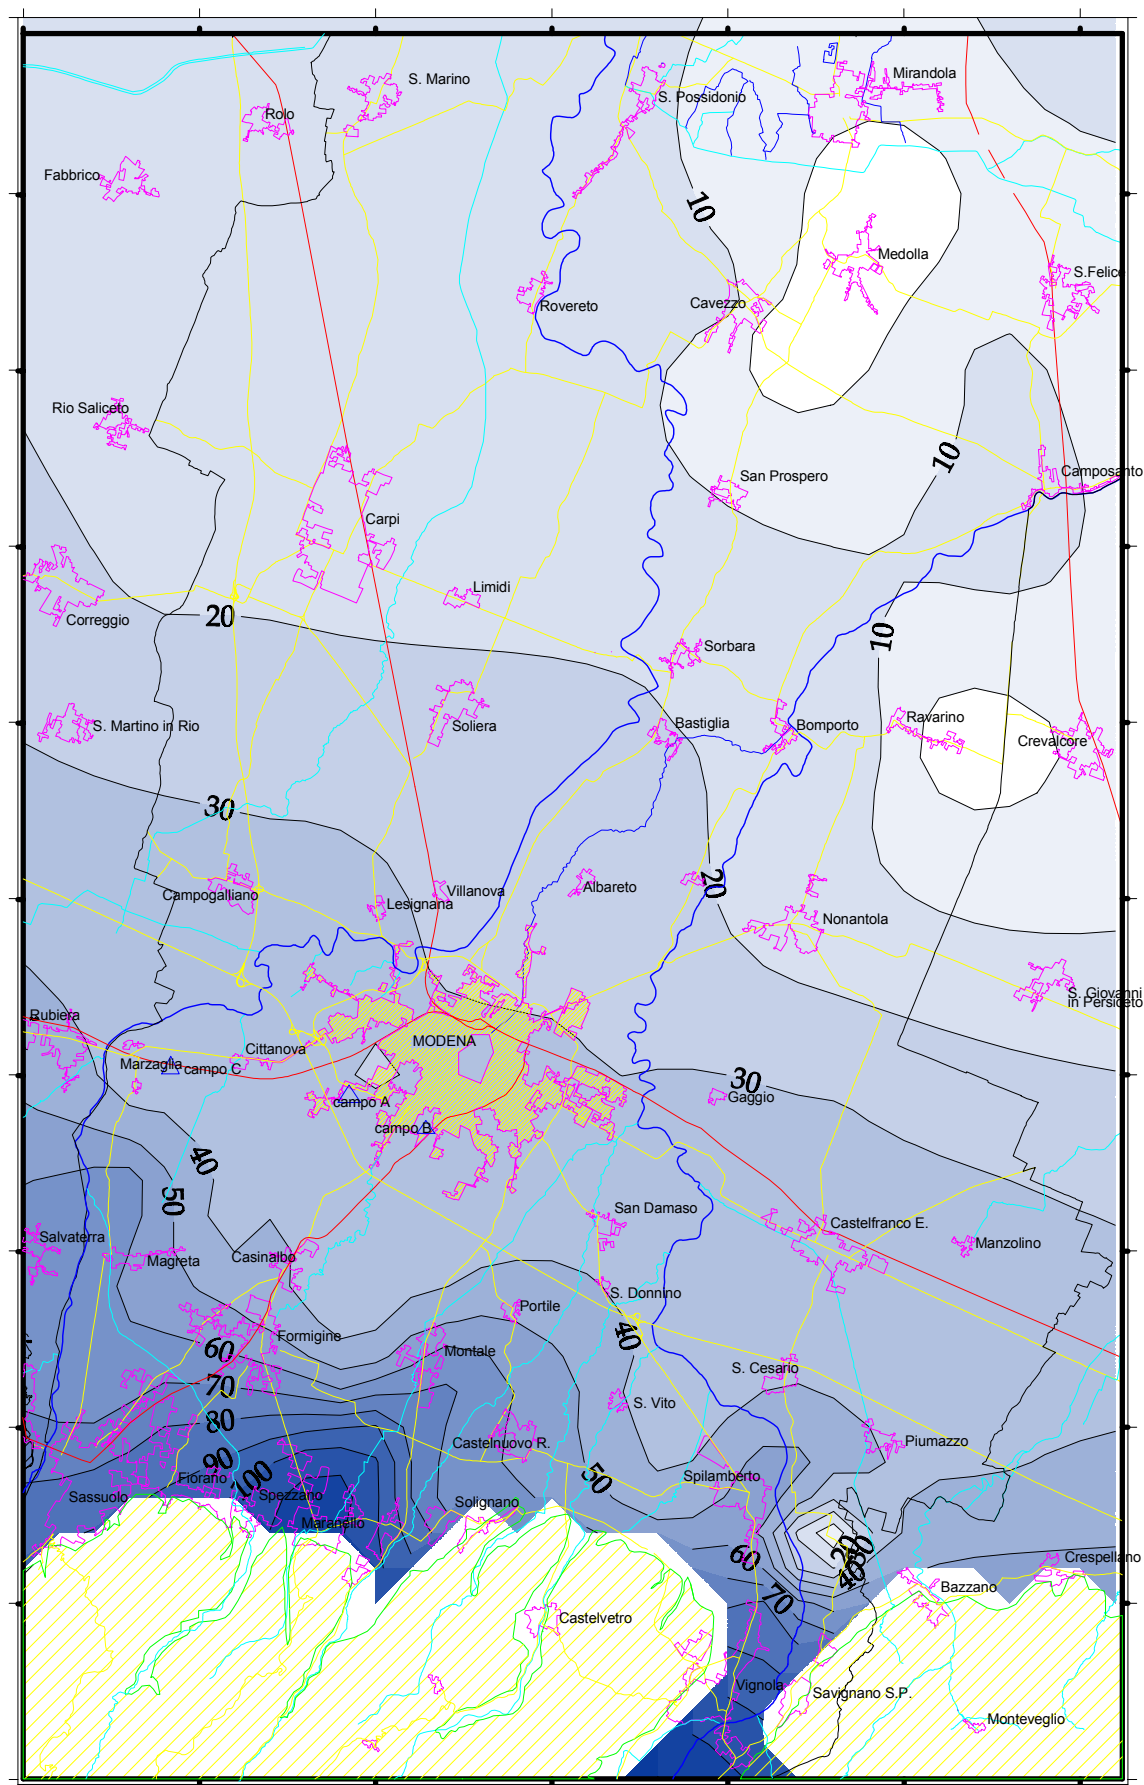 S. Marino
Mirandola
S. Possidonio
Rolo
Fabbrico
10
Medolla
S.Felice
Cavezzo
Rovereto
Rio Saliceto
10
Camposanto
San Prospero
Carpi
Limidi
20
Correggio
10
Sorbara
S. Martino in Rio
Soliera
Bastiglia
Bomporto
Ravarino
Crevalcore
30
Campogalliano
Villanova
Lesignana
Albareto
20
Nonantola
S. Giovanni
in Persiceto
Rubiera
MODENA
Cittanova
Marzaglia
campo C
30
Gaggio
campo A
campo B
40
50
San Damaso
Castelfranco E.
Salvaterra
Magreta
Casinalbo
Manzolino
S. Donnino
Portile
40
Formigine
60
Montale
S. Cesario
70
S. Vito
80
Castelnuovo R.
Piumazzo
90
100
50
Fiorano
Spilamberto
Sassuolo
Spezzano
Solignano
Maranello
20
30
40
60
Crespellano
70
Bazzano
Castelvetro
Vignola
Savignano S.P.
Monteveglio